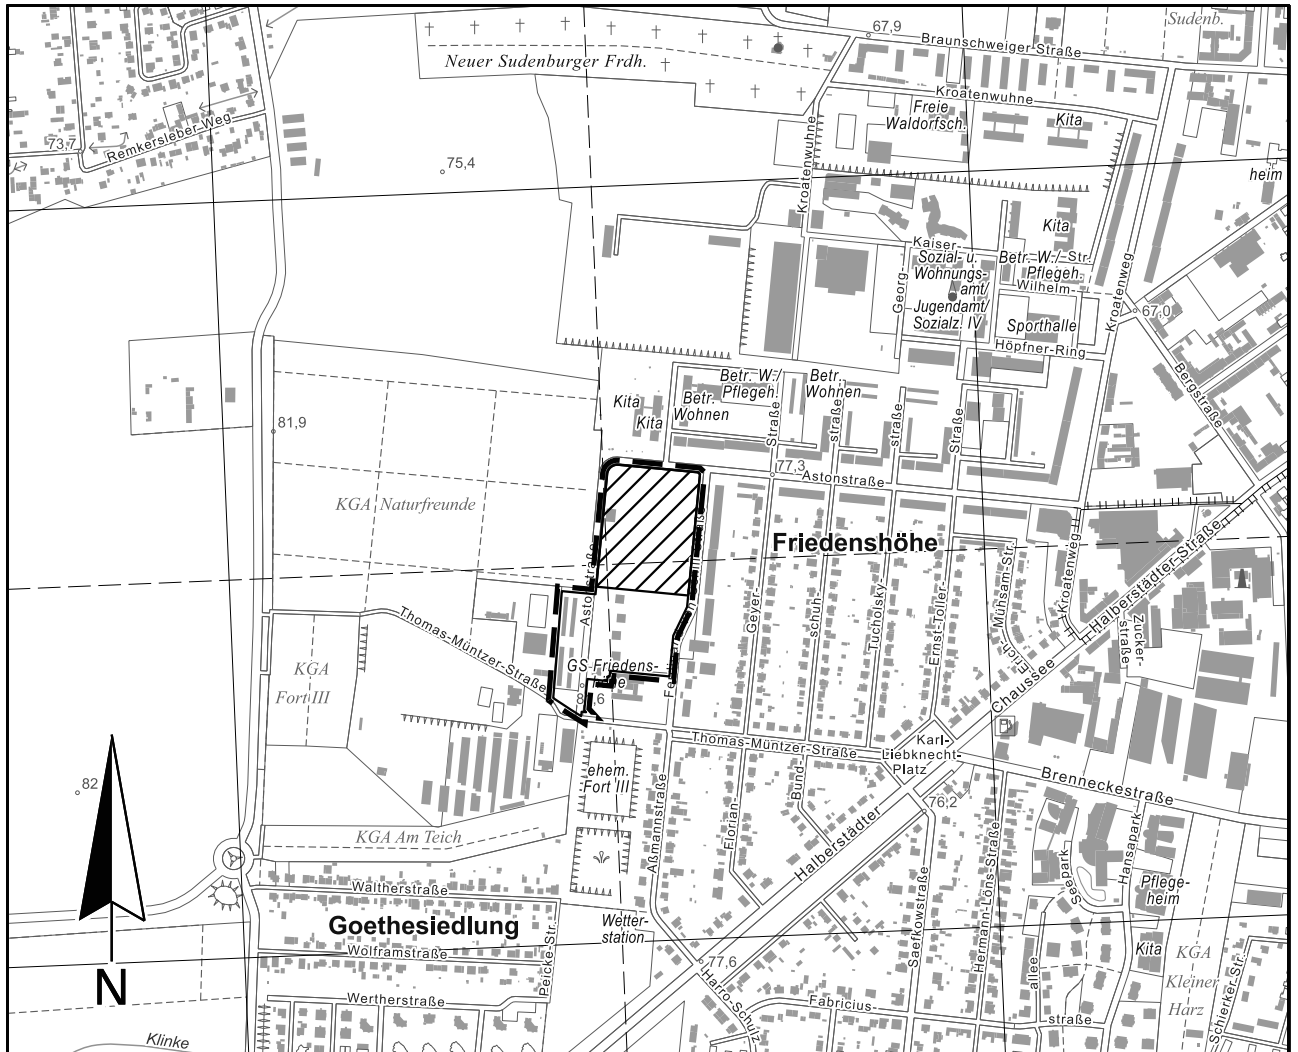 67,9
Sudenb.
Braunschweiger Straße
Neuer Sudenburger Frdh.
Kroatenwuhne
Freie
Waldorfsch.
Kita
Kroatenwuhne
73,7
Remkersleber Weg
75,4
heim
Kita
Kaiser-
Sozial- u.
Wohnungs-
amt/
Jugendamt/
Sozialz. IV
Betr. W./
Pflegeh.
Str.
Wilhelm-
Georg-
Kroatenweg
67,0
Sporthalle
Höpfner-Ring
Bergstraße
Betr. W./
Pflegeh.
Betr.
Wohnen
Betr.
Wohnen
Kita
Kita
Straße
straße
straße
Straße
81,9
77,3
Astonstraße
KGA Naturfreunde
Friedenshöhe
Astonstraße
Geyer-
schuh-
Tucholsky-
Ernst-Toller-
Erich-
Mühsam-Str.
Kroatenweg
Halberstädter-Straße
Zucker-
straße
Thomas-Müntzer-Straße
KGA
Fort III
GS Friedens-
Chaussee
Thomas-Müntzer-Straße
Karl-
Liebknecht-
Platz
Brenneckestraße
82
ehem.
Fort III
Bund-
Florian-
Aßmannstraße
76,2
Halberstädter
KGA Am Teich
Hansapark
Seepark
Pflege-
heim
Waltherstraße
Goethesiedlung
Wolframstraße
Peicke-Str.
Wetter-
station
77,6
Saefkowstraße
Hermann-Löns-Straße
allee
Kita
KGA
Kleiner
Harz
Schierker-Str.
N
Wertherstraße
Harro-Schulz
Fabricius-
straße
Klinke